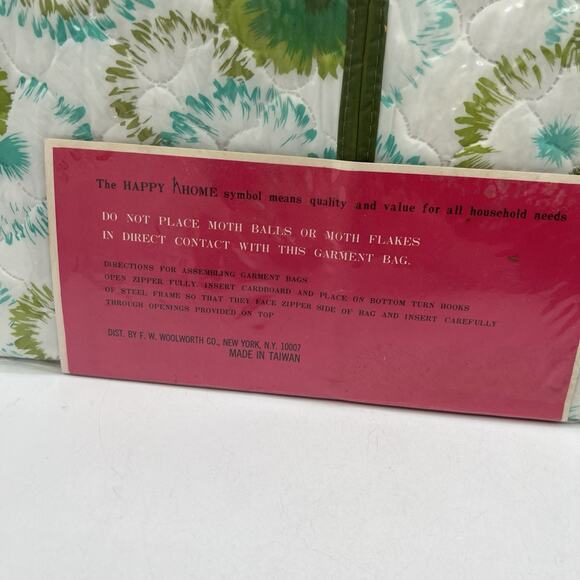 The HAPPY HOME symbol means quality and value for all household needs
DO NOT PLACE MOTH BALLS OR MOTH FLAKES
IN DIRECT CONTACT WITH THIS GARMENT BAG.
DIRECTIONS FOR ASSEMBLING GARMENT BAGS
OPEN ZIPPER FULLY. INSERT CARDBOARD AND PLACE ON BOTTOM TURN HOOKS
OF STEEL FRAME SO THAT THEY FACE ZIPPER SIDE OF BAG AND INSERT CAREFULLY
THROUGH OPENINGS PROVIDED ON TOP
DIST. BY F. W. WOOLWORTH CO., NEW YORK, N.Y. 10007
MADE IN TAIWAN